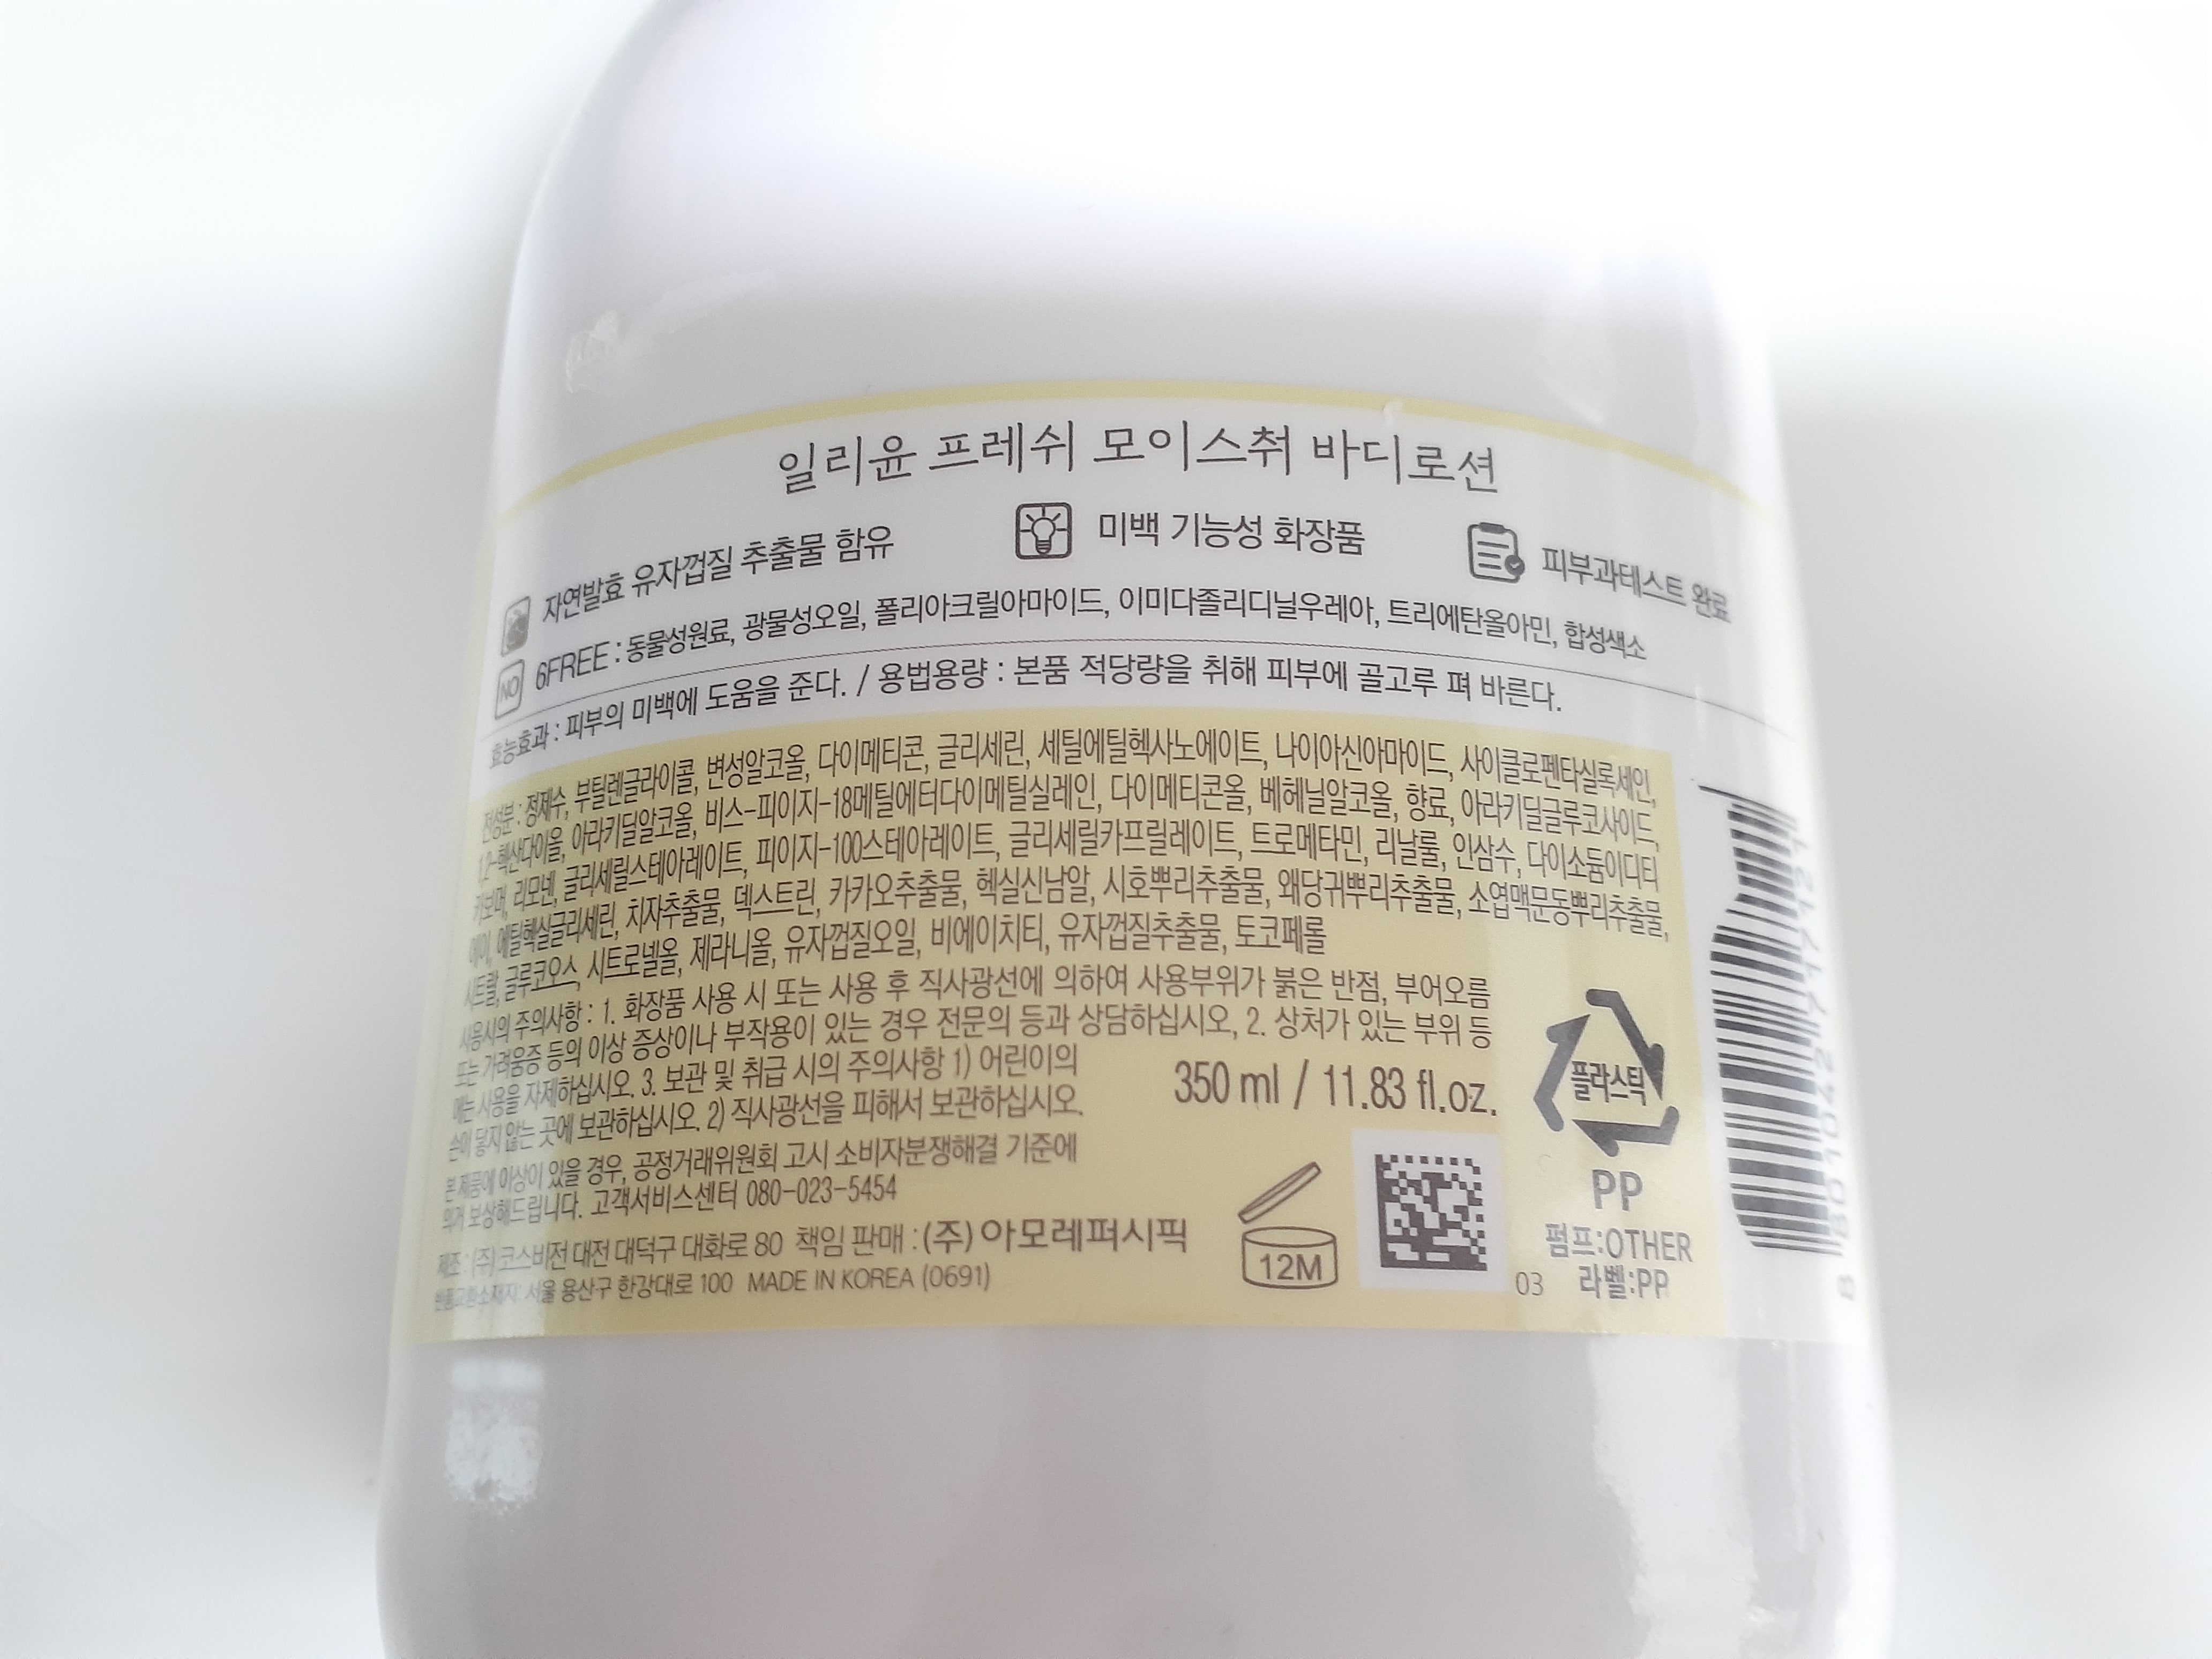 일리윤 프레쉬 모이스춰 바디로션
자연발효 유자껍질 추출물 함유
미백 기능성 화장품
피부과테스트 완료
NO 6FREE : 동물성원료, 광물성오일, 폴리아크릴아마이드, 이미다졸리디닐우레아, 트리에탄올아민, 합성색소
효능효과 : 피부의 미백에 도움을 준다. / 용법용량 : 본품 적당량을 취해 피부에 골고루 펴 바른다.
전성분 : 정제수, 부틸렌글라이콜, 변성알코올, 다이메티콘, 글리세린, 세틸에틸헥사노에이트, 나이아신아마이드, 사이클로펜타실록세인,
1,2-헥산다이올, 아라키딜알코올, 비스-피이지-18메틸에터다이메틸실레인, 다이메티콘올, 베헤닐알코올, 향료, 아라키딜글루코사이드,
카보머, 리모넨, 글리세릴스테아레이트, 피이지-100스테아레이트, 글리세릴카프릴레이트, 트로메타민, 리날룰, 인삼수, 다이소듐이디티
에이, 에틸헥실글리세린, 치자추출물, 덱스트린, 카카오추출물, 헥실신남알, 시호뿌리추출물, 왜당귀뿌리추출물, 소엽맥문동뿌리추출물,
시트랄, 글루코오스, 시트로넬올, 제라니올, 유자껍질오일, 비에이치티, 유자껍질추출물, 토코페롤
사용시의 주의사항 : 1. 화장품 사용 시 또는 사용 후 직사광선에 의하여 사용부위가 붉은 반점, 부어오름
또는 가려움증 등의 이상 증상이나 부작용이 있는 경우 전문의 등과 상담하십시오, 2. 상처가 있는 부위 등
에는 사용을 자제하십시오. 3. 보관 및 취급 시의 주의사항 1) 어린이의
손이 닿지 않는 곳에 보관하십시오. 2) 직사광선을 피해서 보관하십시오.
350 ml / 11.83 fl.oz.
본 제품에 이상이 있을 경우, 공정거래위원회 고시 소비자분쟁해결 기준에
의거 보상해드립니다. 고객서비스센터 080-023-5454
제조 : (주)코스비전 대전 대덕구 대화로 80 책임 판매 : (주)아모레퍼시픽
반품교환소재지: 서울 용산구 한강대로 100 MADE IN KOREA (0691)
12M
03
플라스틱
PP
펌프:OTHER
라벨:PP